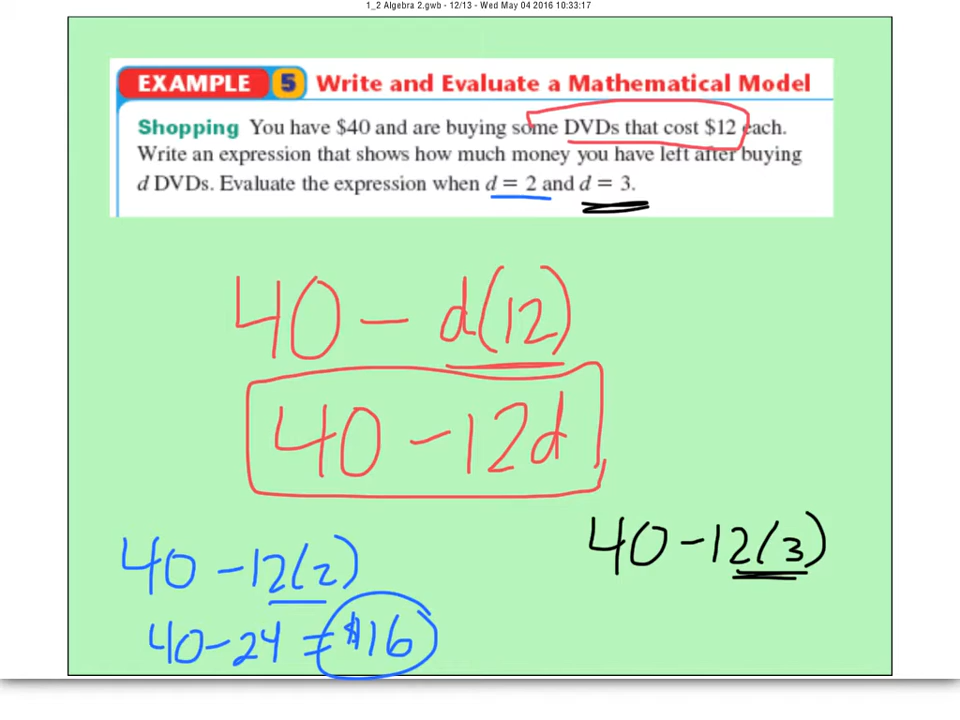 1_2 Algebra 2.gwb - 12/13 - Wed May 04 2016 10:33:17
EXAMPLE 5 Write and Evaluate a Mathematical Model
Shopping You have $40 and are buying some DVDs that cost $12 each.
Write an expression that shows how much money you have left after buying
d DVDs. Evaluate the expression when d = 2 and d = 3.
40 - d(12)
40 - 12d
40 - 12(2)
40 - 24 = $16
40 - 12(3)